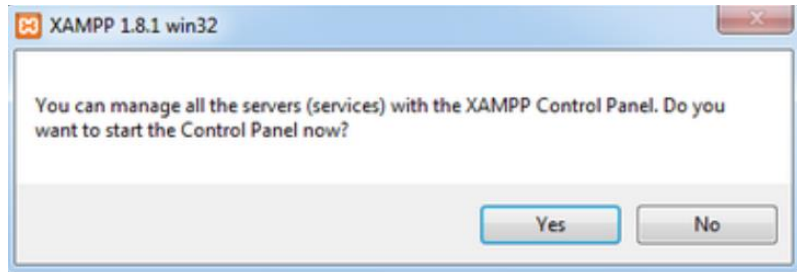 XAMPP 1.8.1 win32
You can manage all the servers (services) with the XAMPP Control Panel. Do you
want to start the Control Panel now?
Yes No